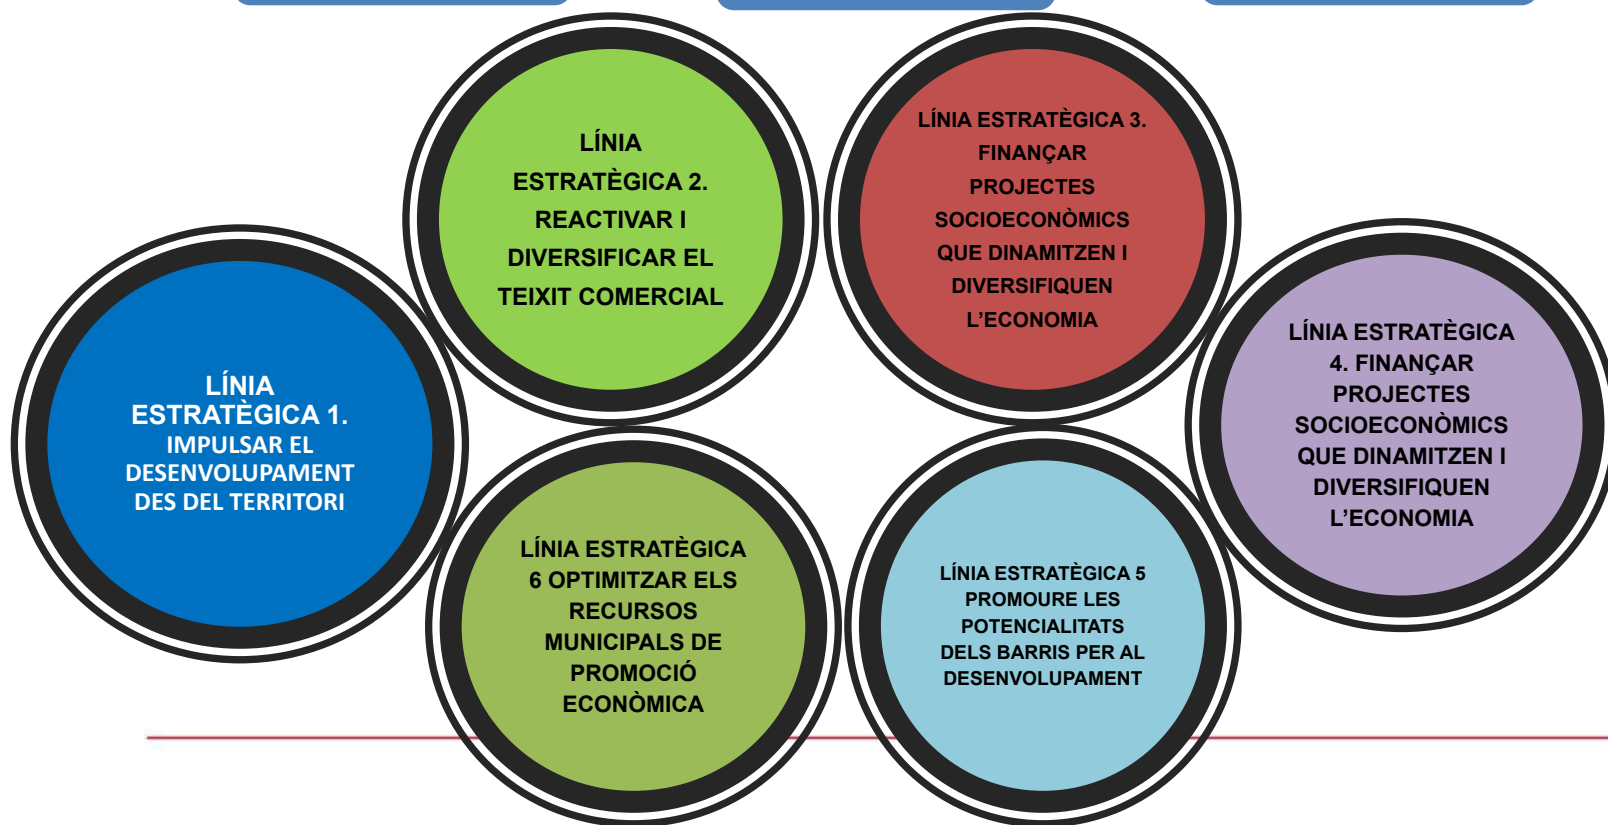 LÍNIA
ESTRATÈGICA 1.
IMPULSAR EL
DESENVOLUPAMENT
DES DEL TERRITORI
LÍNIA
ESTRATÈGICA 2.
REACTIVAR I
DIVERSIFICAR EL
TEIXIT COMERCIAL
LÍNIA ESTRATÈGICA 3.
FINANÇAR
PROJECTES
SOCIOECONÒMICS
QUE DINAMITZEN I
DIVERSIFIQUEN
L’ECONOMIA
LÍNIA ESTRATÈGICA
4. FINANÇAR
PROJECTES
SOCIOECONÒMICS
QUE DINAMITZEN I
DIVERSIFIQUEN
L’ECONOMIA
LÍNIA ESTRATÈGICA 5
PROMOURE LES
POTENCIALITATS
DELS BARRIS PER AL
DESENVOLUPAMENT
LÍNIA ESTRATÈGICA
6 OPTIMITZAR ELS
RECURSOS
MUNICIPALS DE
PROMOCIÓ
ECONÒMICA